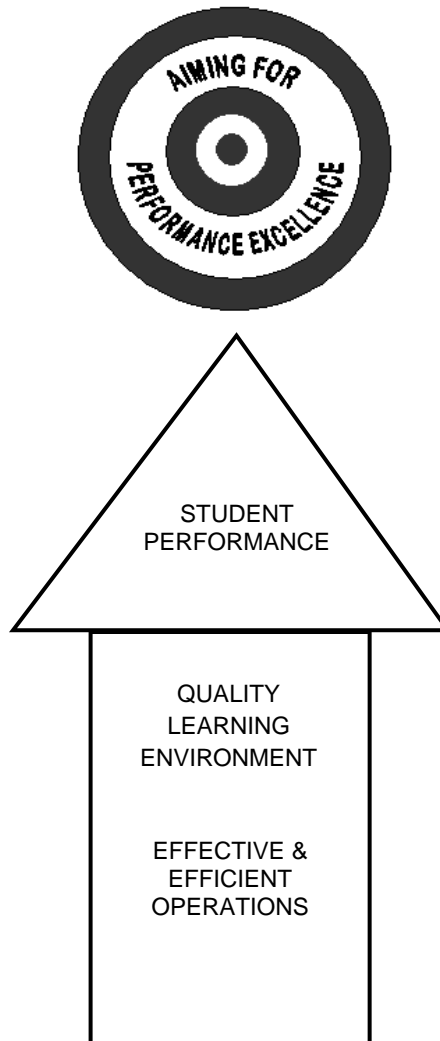 AIMING FOR
PERFORMANCE EXCELLENCE
STUDENT
PERFORMANCE
QUALITY
LEARNING
ENVIRONMENT
EFFECTIVE &
EFFICIENT
OPERATIONS